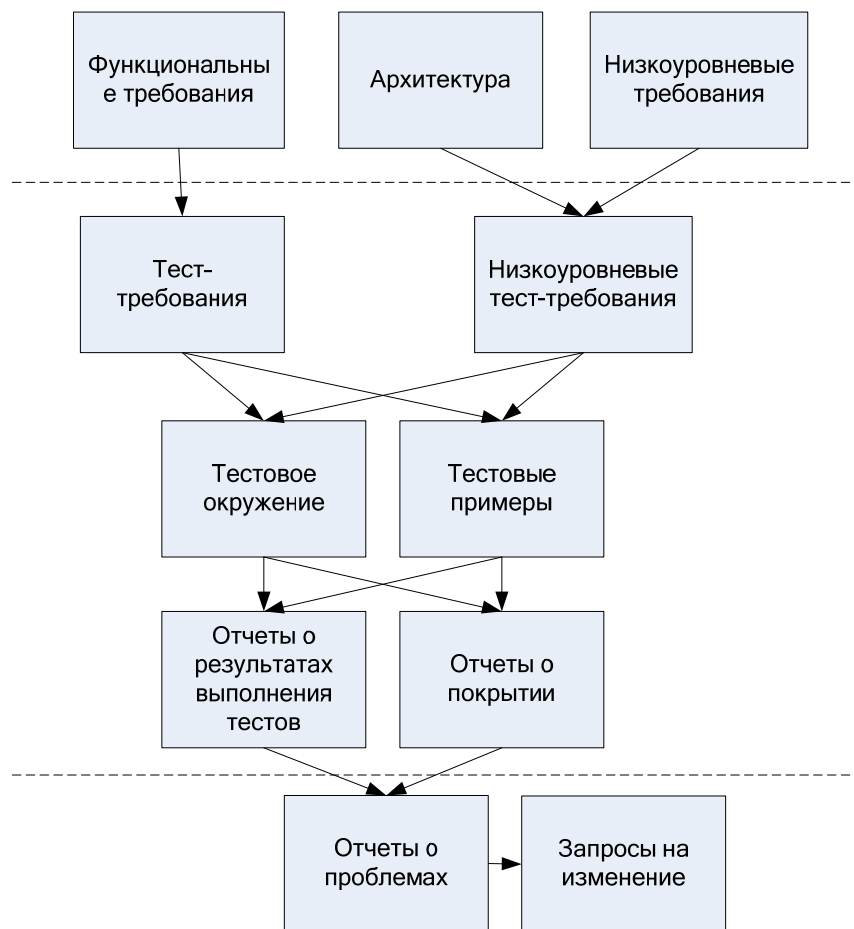 Функциональны
е требования
Архитектура
Низкоуровневые
требования
Тест-
требования
Низкоуровневые
тест-требования
Тестовое
окружение
Тестовые
примеры
Отчеты о
результатах
выполнения
тестов
Отчеты о
покрытии
Отчеты о
проблемах
Запросы на
изменение